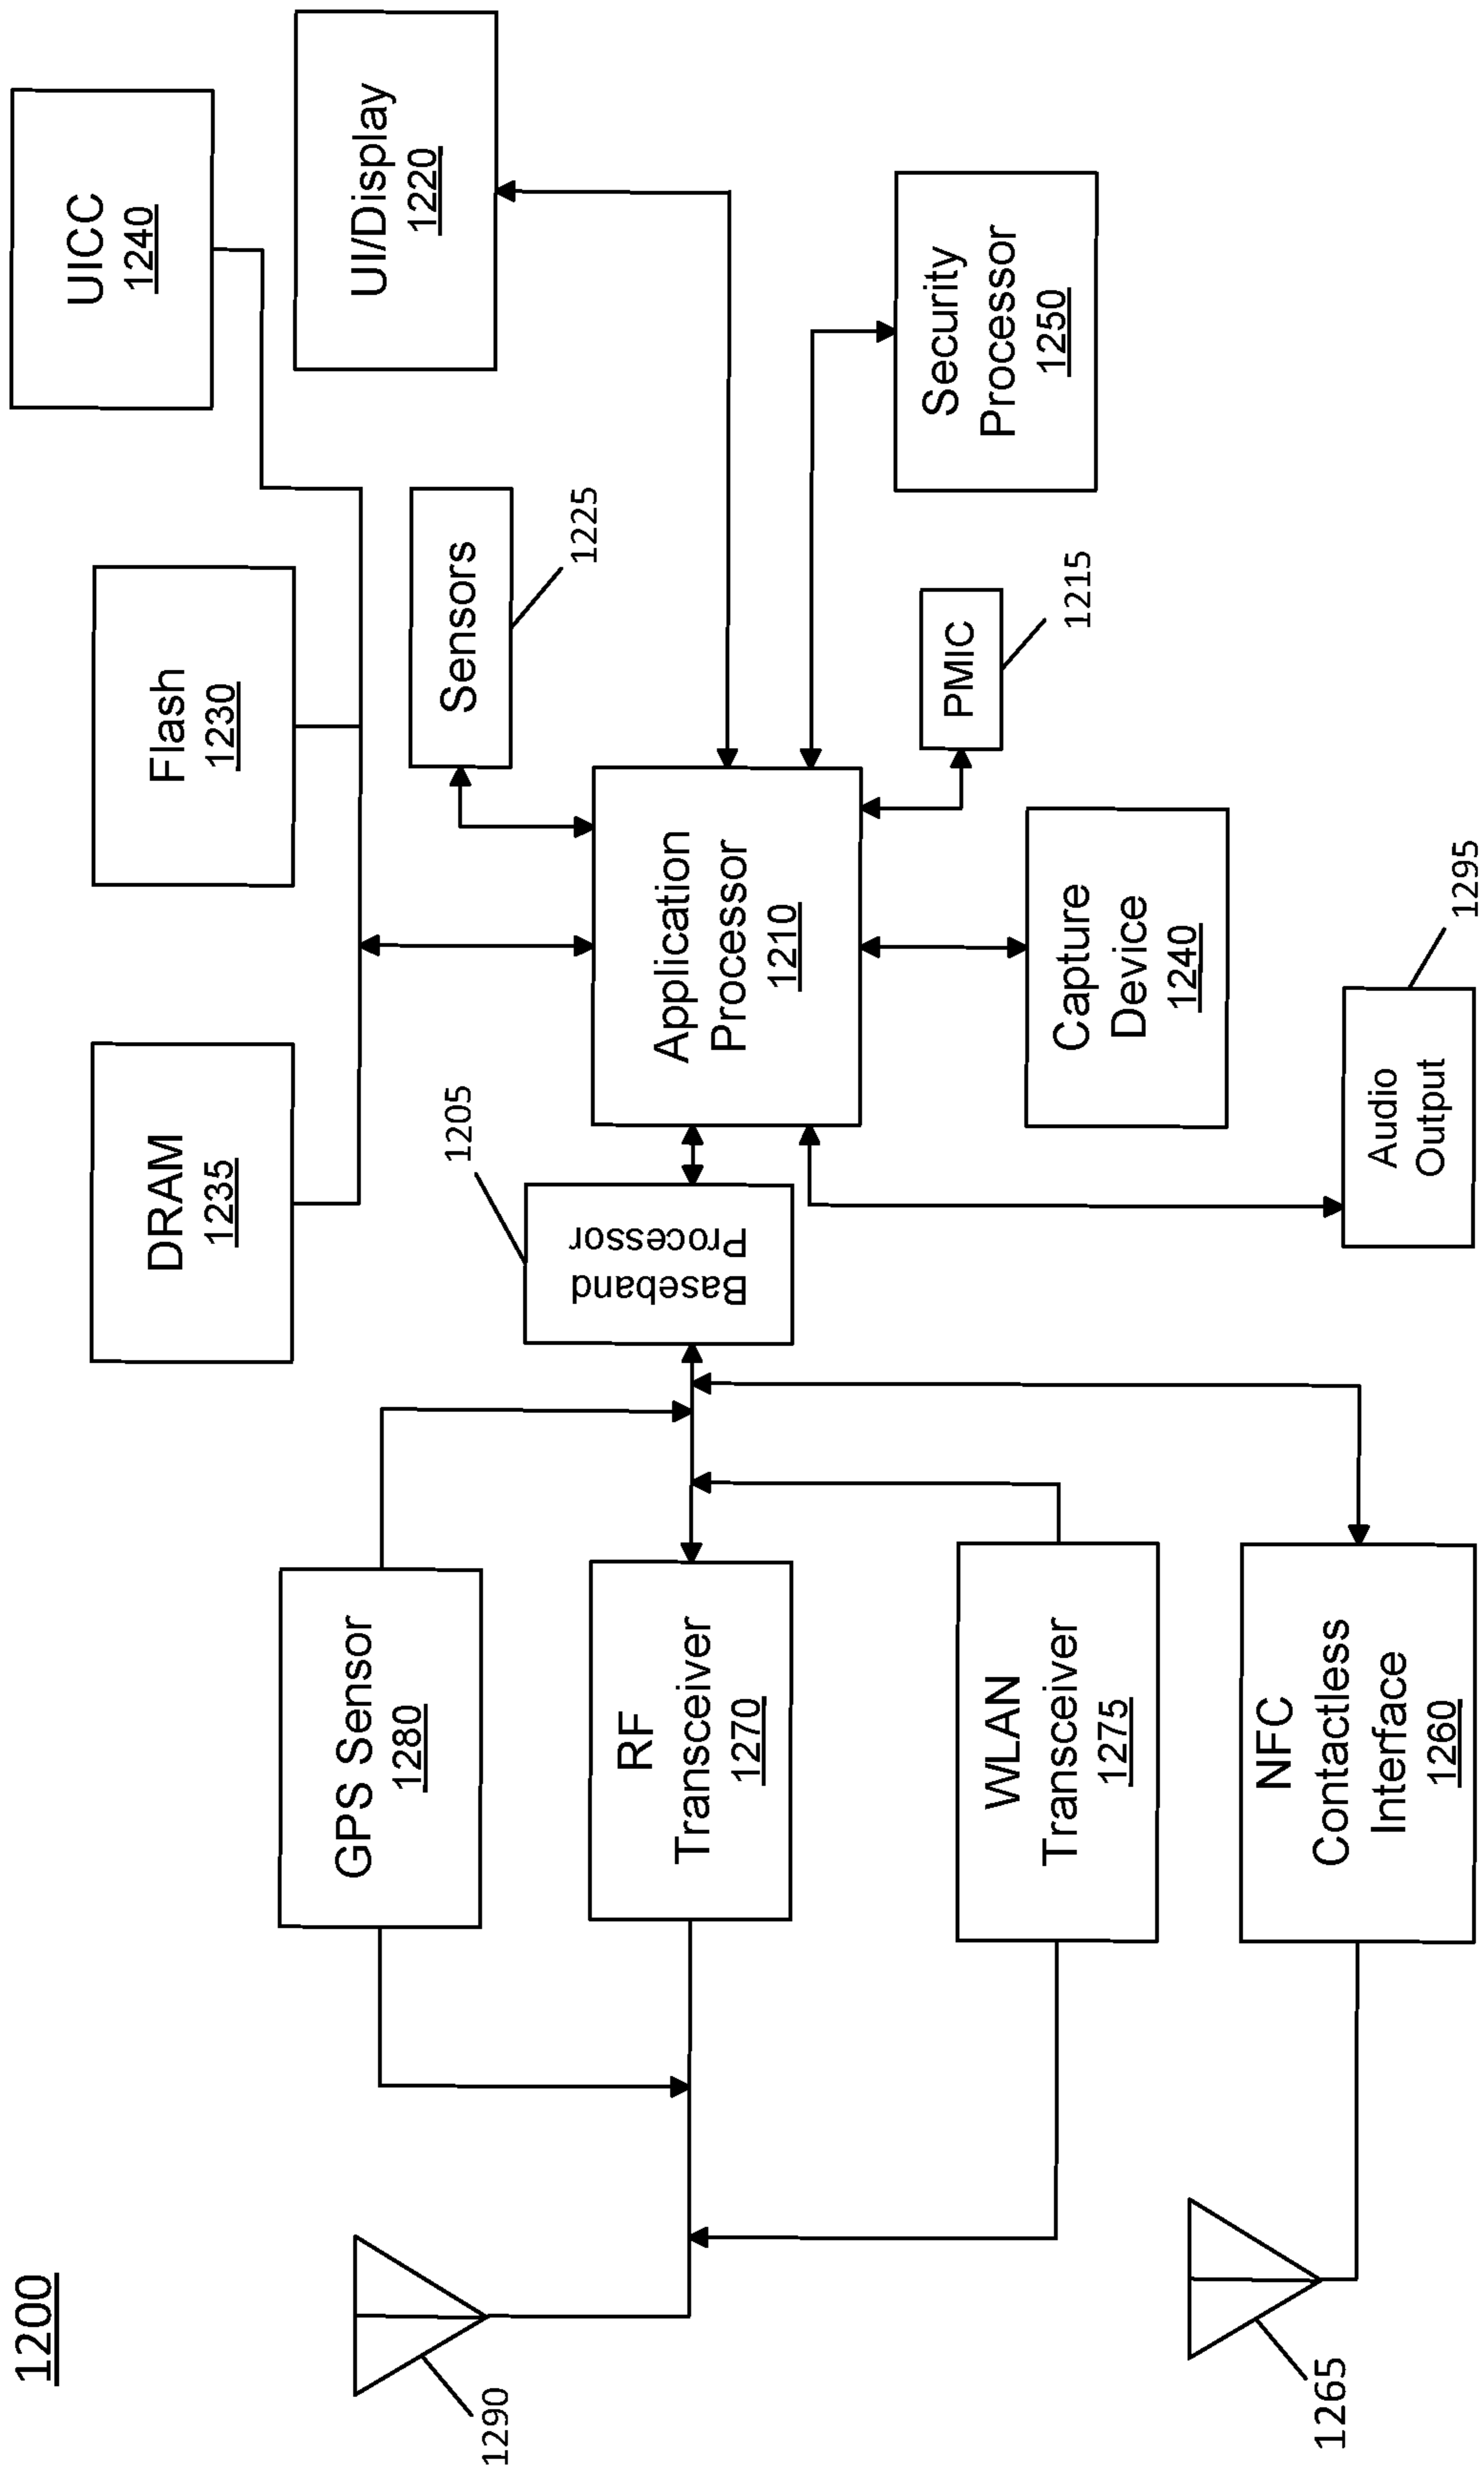 1200
UICC
1240
Flash
1230
DRAM
1235
UI/Display
1220
Sensors
1225
GPS Sensor
1280
1290
1205
Baseband
Processor
Application
Processor
1210
RF
Transceiver
1270
Security
Processor
1250
PMIC
1215
WLAN
Transceiver
1275
Capture
Device
1240
NFC
Contactless
Interface
1260
1265
Audio
Output
1295